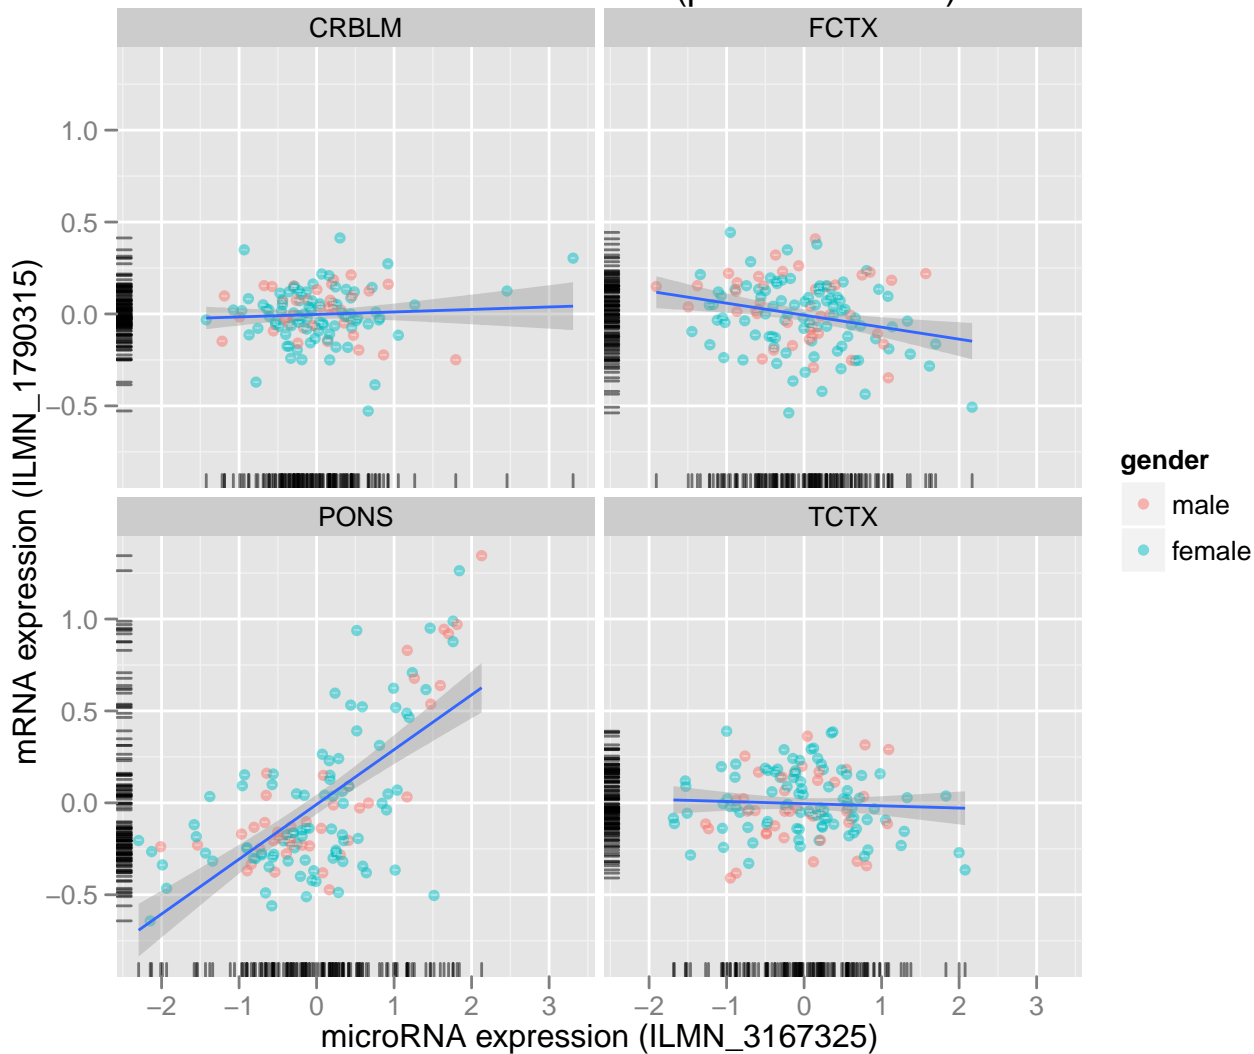 CRBLM
FCTX
1.0
0.5
0.0
−0.5
PONS
TCTX
1.0
0.5
0.0
−0.5
−2 −1 0 1 2 3
−2 −1 0 1 2 3
microRNA expression (ILMN_3167325)
mRNA expression (ILMN_1790315)
gender
male
female